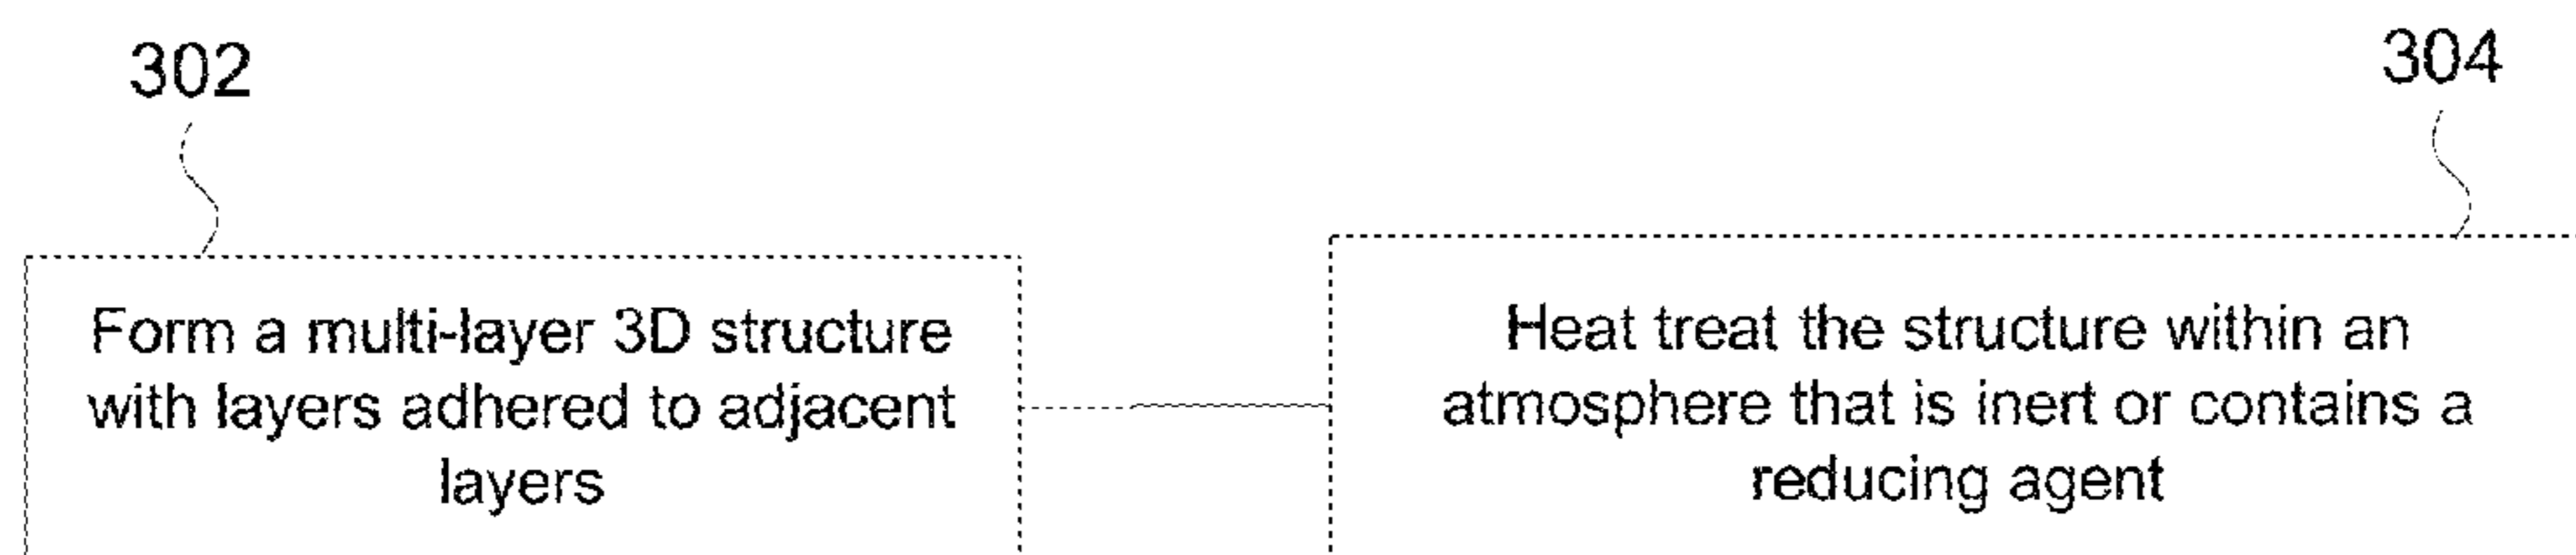 302
304
Form a multi-layer 3D structure
with layers adhered to adjacent
layers
Heat treat the structure within an
atmosphere that is inert or contains a
reducing agent